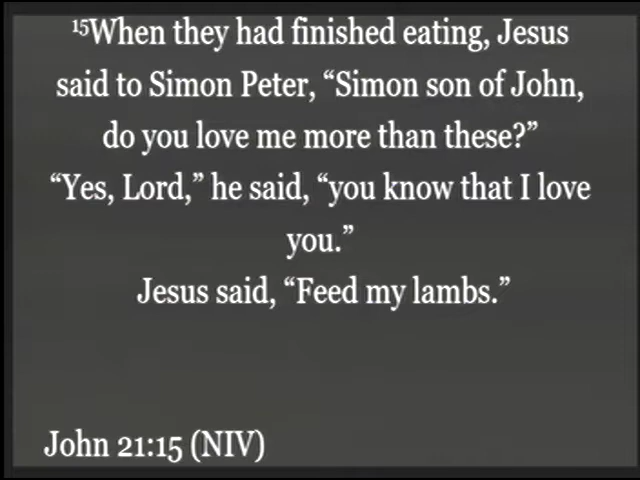 ¹⁵When they had finished eating, Jesus
said to Simon Peter, “Simon son of John,
do you love me more than these?”
“Yes, Lord,” he said, “you know that I love
you.”
Jesus said, “Feed my lambs.”
John 21:15 (NIV)